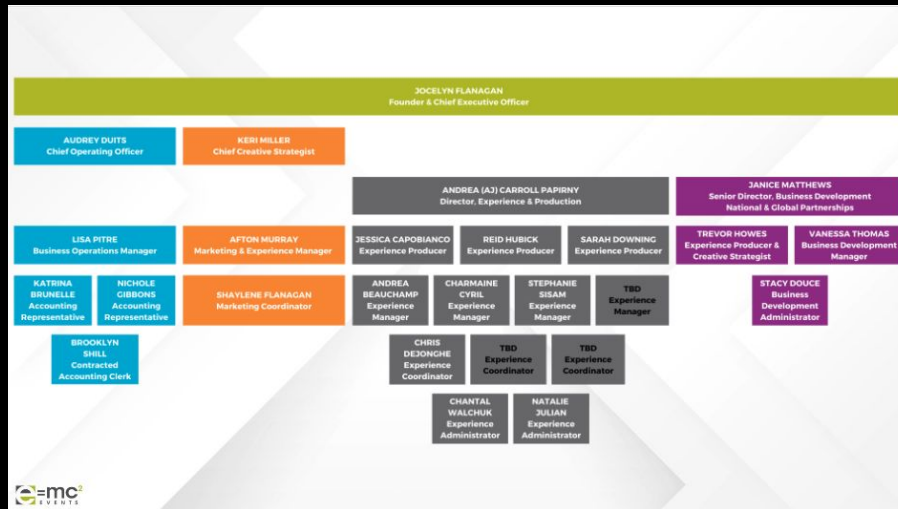 JOCELYN FLANAGAN
Founder & Chief Executive Officer
AUDREY DUITS
Chief Operating Officer
KERI MILLER
Chief Creative Strategist
ANDREA (AJ) CARROLL PAPIRNY
Director, Experience & Production
JANICE MATTHEWS
Senior Director, Business Development
National & Global Partnerships
LISA PITRE
Business Operations Manager
AFTON MURRAY
Marketing & Experience Manager
JESSICA CAPOBIANCO
Experience Producer
REID HUBICK
Experience Producer
SARAH DOWNING
Experience Producer
TREVOR HOWES
Experience Producer &
Creative Strategist
VANESSA THOMAS
Business Development
Manager
KATRINA
BRUNELLE
Accounting
Representative
NICHOLE
GIBBONS
Accounting
Representative
SHAYLENE FLANAGAN
Marketing Coordinator
ANDREA
BEAUCHAMP
Experience
Manager
CHARMAINE
CYRIL
Experience
Manager
STEPHANIE
SISAM
Experience
Manager
TBD
Experience
Manager
STACY DOUCE
Business
Development
Administrator
BROOKLYN
SHILL
Contracted
Accounting Clerk
CHRIS
DEJONGHE
Experience
Coordinator
TBD
Experience
Coordinator
TBD
Experience
Coordinator
CHANTAL
WALCHUK
Experience
Administrator
NATALIE
JULIAN
Experience
Administrator
e=mc²
EVENTS